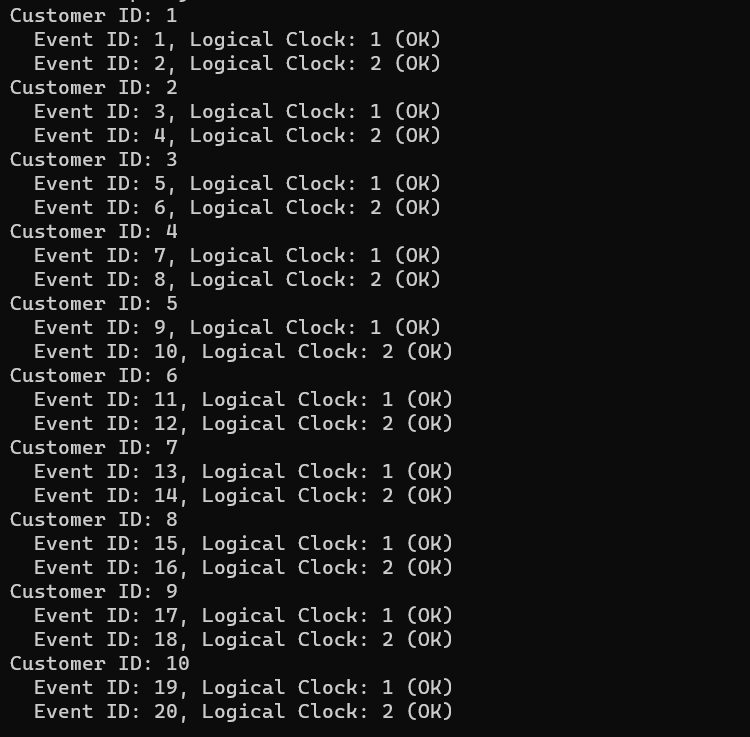 Customer ID: 1
  Event ID: 1, Logical Clock: 1 (OK)
  Event ID: 2, Logical Clock: 2 (OK)
Customer ID: 2
  Event ID: 3, Logical Clock: 1 (OK)
  Event ID: 4, Logical Clock: 2 (OK)
Customer ID: 3
  Event ID: 5, Logical Clock: 1 (OK)
  Event ID: 6, Logical Clock: 2 (OK)
Customer ID: 4
  Event ID: 7, Logical Clock: 1 (OK)
  Event ID: 8, Logical Clock: 2 (OK)
Customer ID: 5
  Event ID: 9, Logical Clock: 1 (OK)
  Event ID: 10, Logical Clock: 2 (OK)
Customer ID: 6
  Event ID: 11, Logical Clock: 1 (OK)
  Event ID: 12, Logical Clock: 2 (OK)
Customer ID: 7
  Event ID: 13, Logical Clock: 1 (OK)
  Event ID: 14, Logical Clock: 2 (OK)
Customer ID: 8
  Event ID: 15, Logical Clock: 1 (OK)
  Event ID: 16, Logical Clock: 2 (OK)
Customer ID: 9
  Event ID: 17, Logical Clock: 1 (OK)
  Event ID: 18, Logical Clock: 2 (OK)
Customer ID: 10
  Event ID: 19, Logical Clock: 1 (OK)
  Event ID: 20, Logical Clock: 2 (OK)